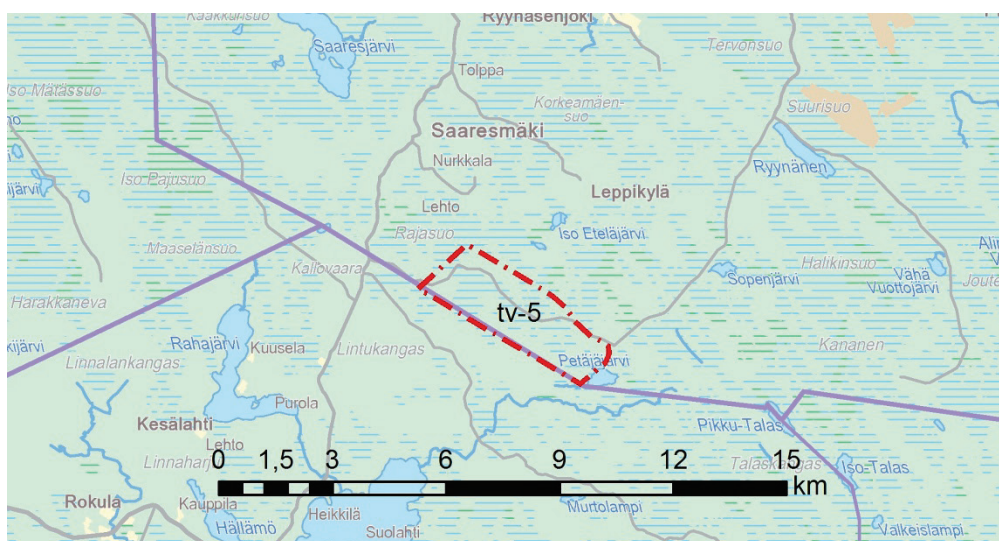 Kaakkurisuo
Ryynäsenjoki
Saaresjärvi
Tervonsuo
Tolppa
Iso Mätässuo
Korkeamäen-
suo
Suurisuo
Saaresmäki
Nurkkala
Ryynänen
Iso Pajusuo
Leppikylä
Lehto
Rajasuo
Iso Eteläjärvi
Maaselänsuo
Kallovaara
Sopenjärvi
Halikinsuo
Vähä
Vuottojärvi
Harakkaneva
tv-5
Rahajärvi
Kuusela
Lintukangas
Petäjäjärvi
Kananen
Linnalankangas
Purola
Kesälahti
Pikku-Talas
Lehto
Linnaharj
0 1,5 3 6 9 12 15
km
Talaskangas
Iso-Talas
Rokula
Kauppila
Heikkilä
Murtolampi
Hällämö
Suolahti
Valkeislampi